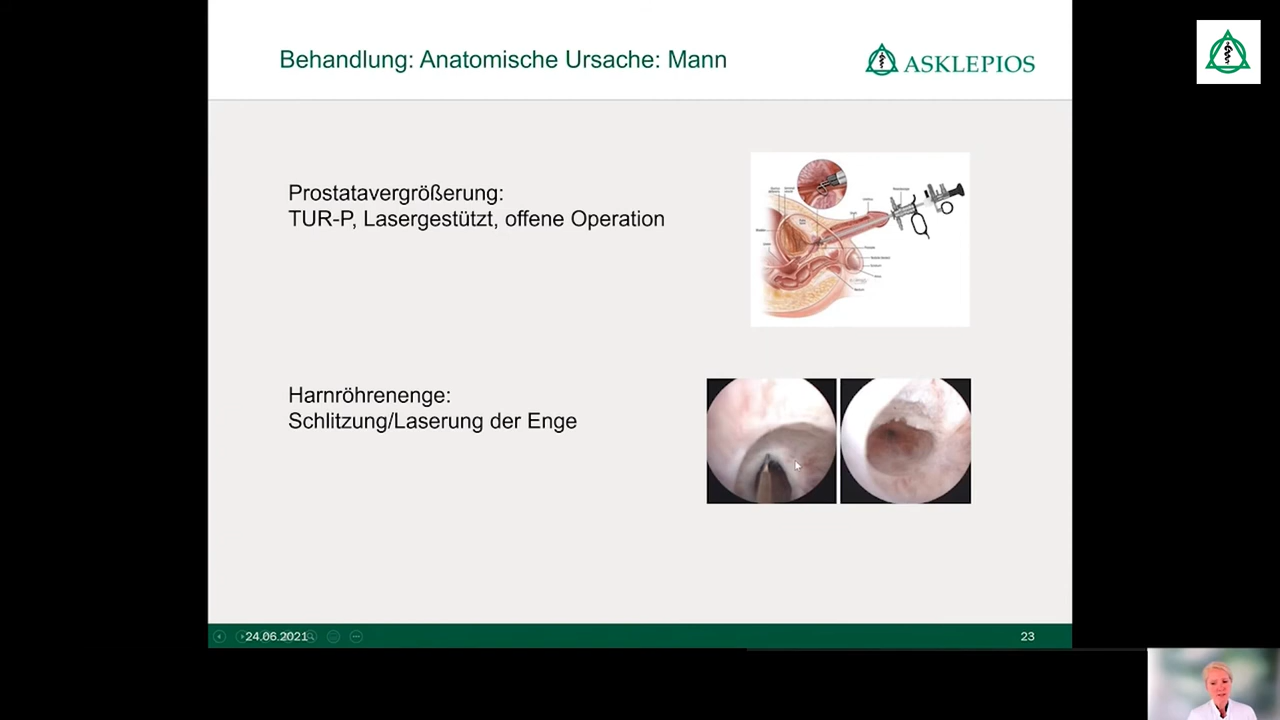 Behandlung: Anatomische Ursache: Mann
ASKLEPIOS
Prostatavergrößerung:
TUR-P, Lasergestützt, offene Operation
Harnröhrenenge:
Schlitzung/Laserung der Enge
24.06.2021
23